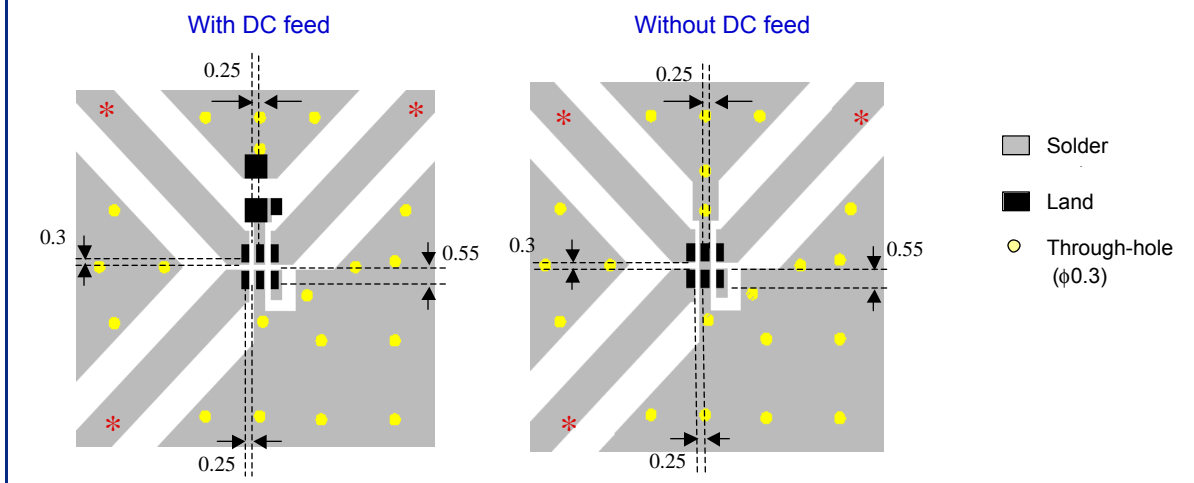 With DC feed
Without DC feed
0.25
0.25
*
*
*
*
Solder
Land
0.3
0.55
0.3
0.55
Through-hole
(ϕ0.3)
*
*
0.25
0.25